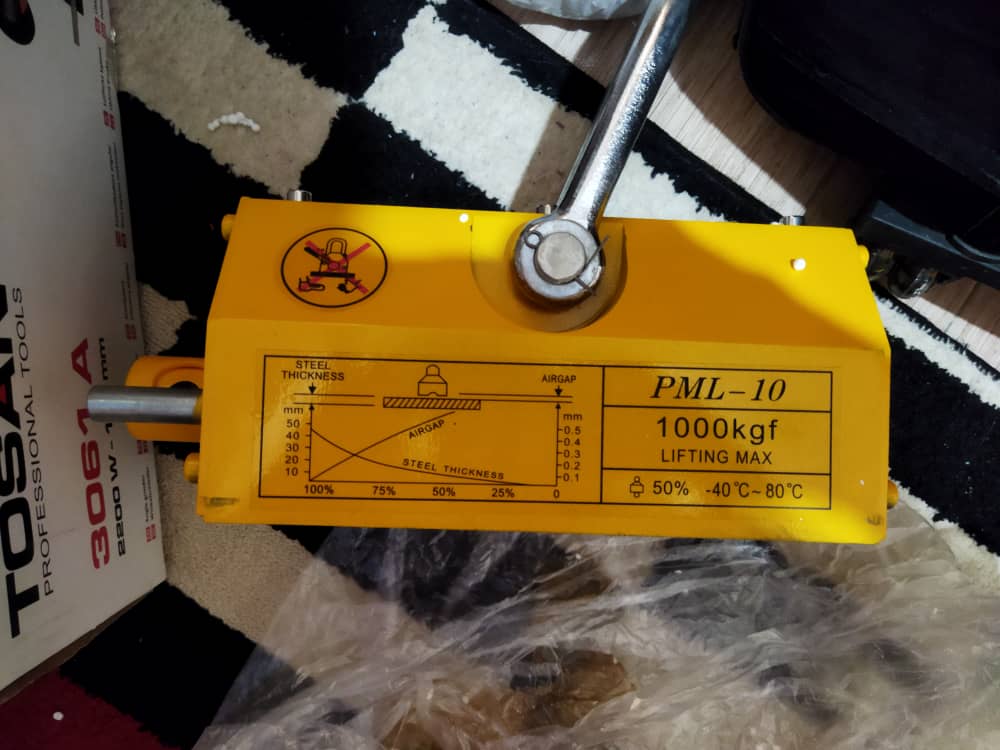 STEEL
THICKNESS
AIRGAP
mm
50
40
30
20
10
AIRGAP
STEEL THICKNESS
mm
0.5
0.4
0.3
0.2
0.1
100% 75% 50% 25% 0
PML-10
1000kgf
LIFTING MAX
50% -40°C~80°C
PROFESSIONAL TOOLS
3061 A
2200 W - 1
mm